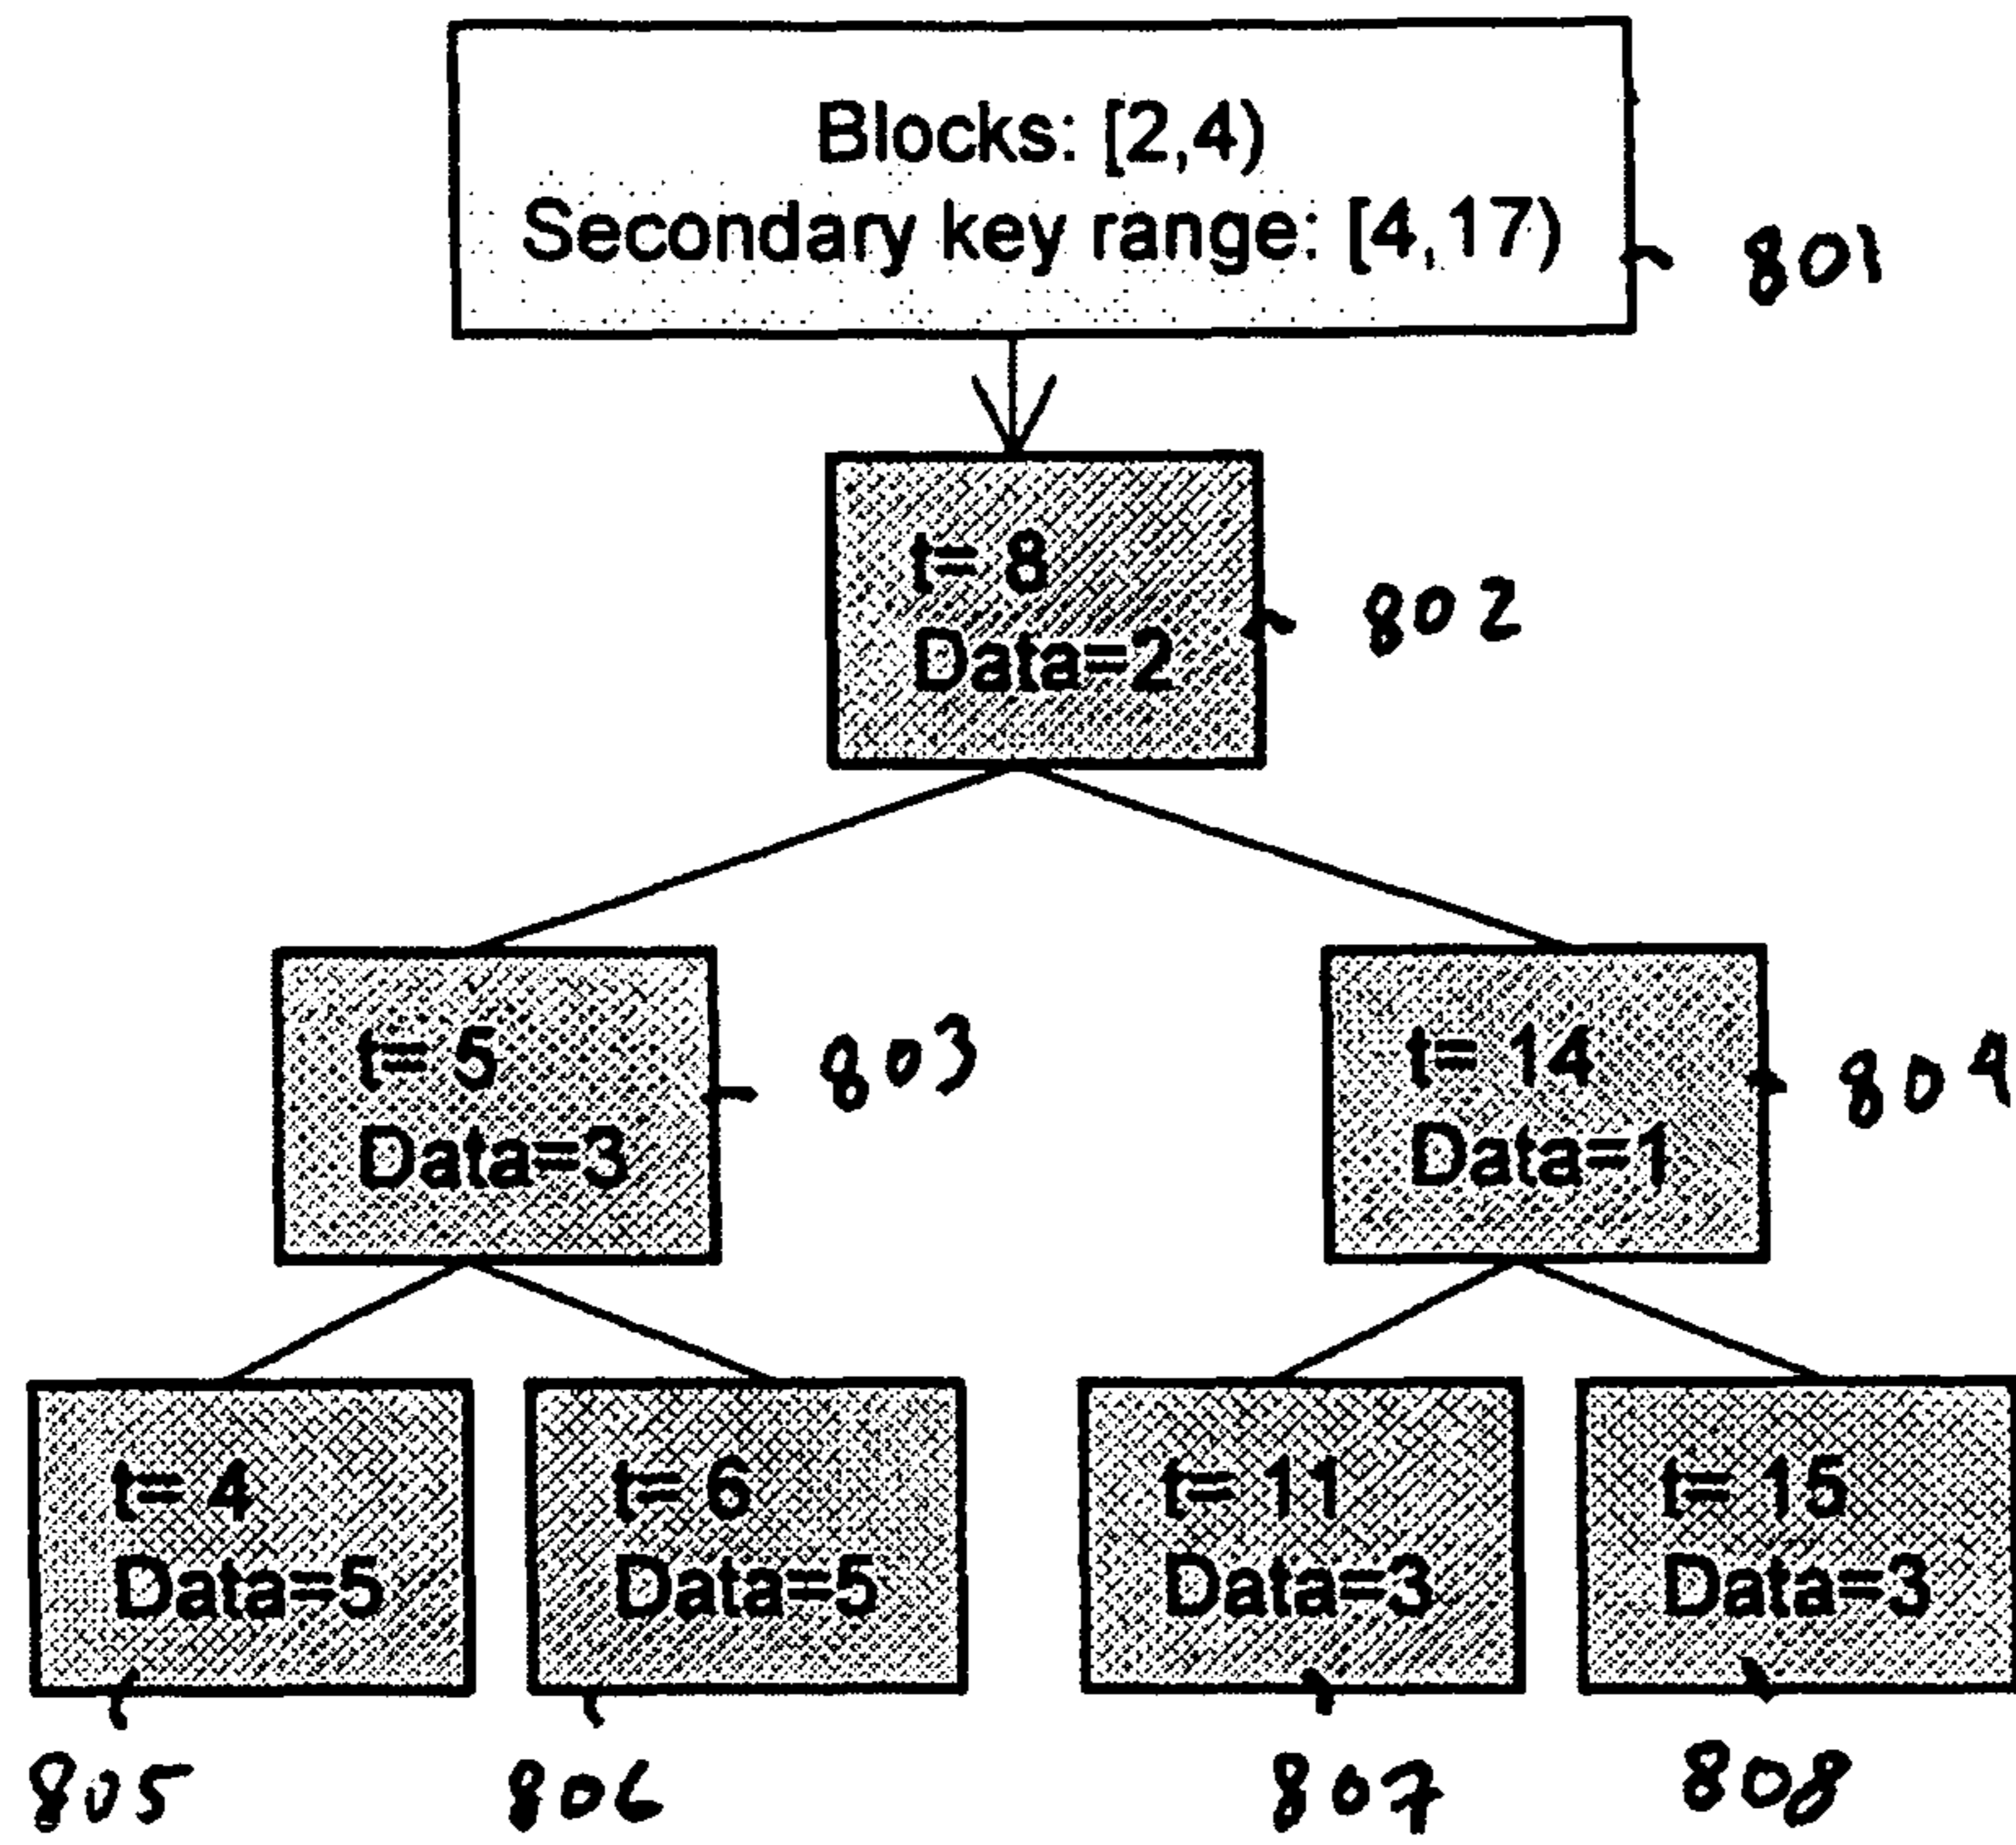 Blocks: [2,4)
Secondary key range: [4,17)
801
t= 8
Data=2
802
t= 5
Data=3
803
t= 14
Data=1
804
t= 4
Data=5
t= 6
Data=5
t= 11
Data=3
t= 15
Data=3
805
806
807
808